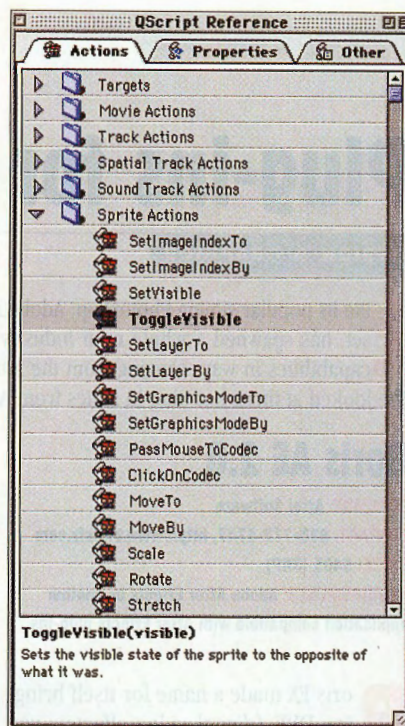 QScript Reference
Actions
Properties
Other
Targets
Movie Actions
Track Actions
Spatial Track Actions
Sound Track Actions
Sprite Actions
SetImageIndexTo
SetImageIndexBy
SetVisible
ToggleVisible
SetLayerTo
SetLayerBy
SetGraphicsModeTo
SetGraphicsModeBy
PassMouseToCodec
ClickOnCodec
MoveTo
MoveBy
Scale
Rotate
Stretch
ToggleVisible(visible)
Sets the visible state of the sprite to the opposite of
what it was.